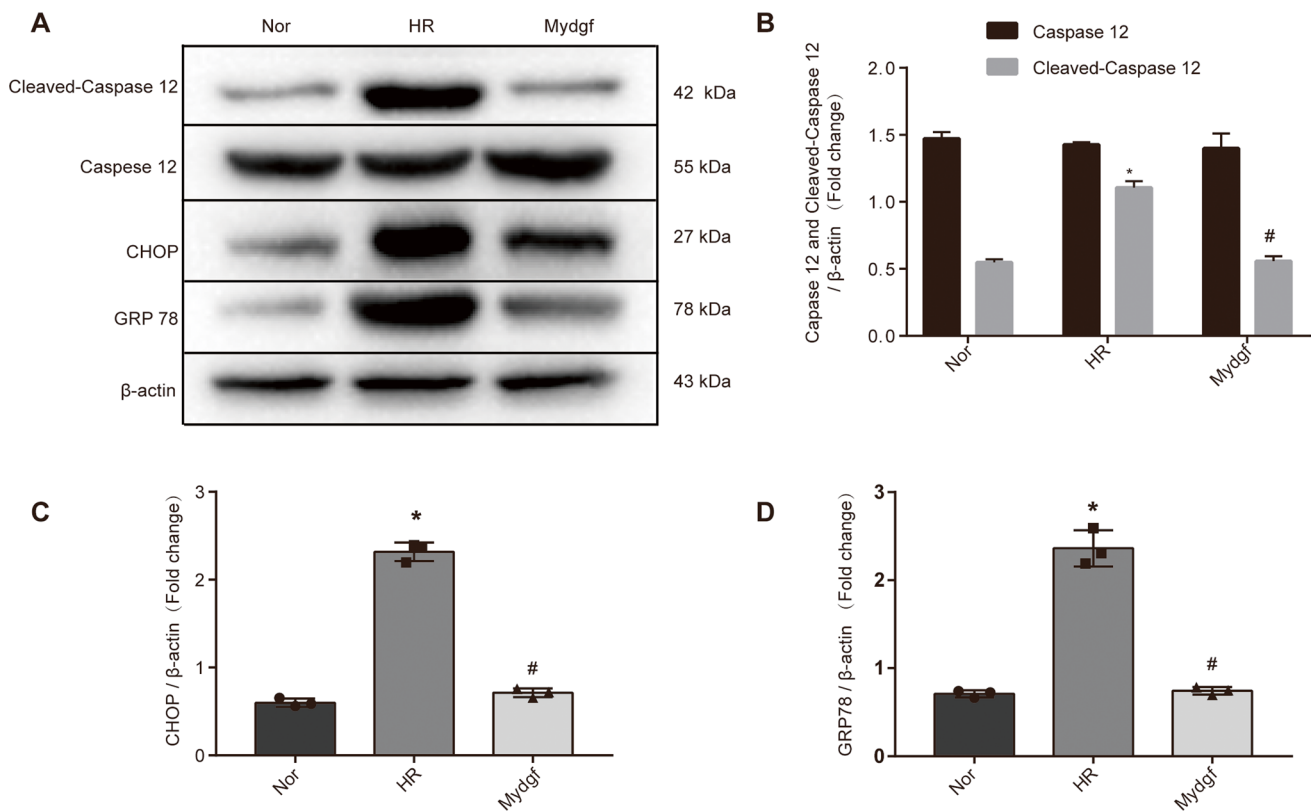 A
Nor HR Mydgf
Cleaved-Caspase 12 42 kDa
Caspese 12 55 kDa
CHOP 27 kDa
GRP 78 78 kDa
β-actin 43 kDa
B
Caspase 12
Cleaved-Caspase 12
Capase 12 and Cleaved-Caspase 12
/ β-actin（Fold change）
2.0
1.5
1.0
0.5
0.0
*
#
Nor HR Mydgf
C
CHOP / β-actin（Fold change）
3
2
1
0
*
#
Nor HR Mydgf
D
GRP78 / β-actin（Fold change）
3
2
1
0
*
#
Nor HR Mydgf